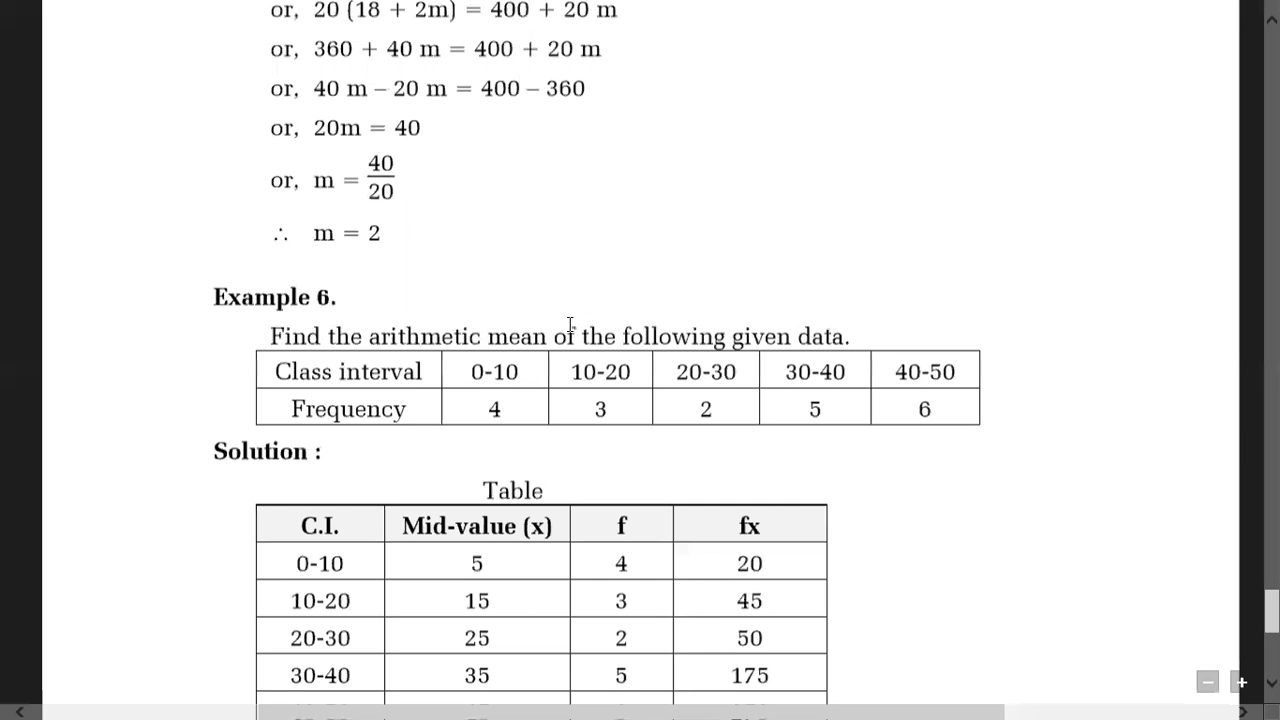 or, 20 (18 + 2m) = 400 + 20 m
or, 360 + 40 m = 400 + 20 m
or, 40 m – 20 m = 400 – 360
or, 20m = 40
or, m = 40/20
∴ m = 2
Example 6.
Find the arithmetic mean of the following given data.
Class interval 0-10 10-20 20-30 30-40 40-50
Frequency 4 3 2 5 6
Solution :
Table
C.I. Mid-value (x) f fx
0-10 5 4 20
10-20 15 3 45
20-30 25 2 50
30-40 35 5 175